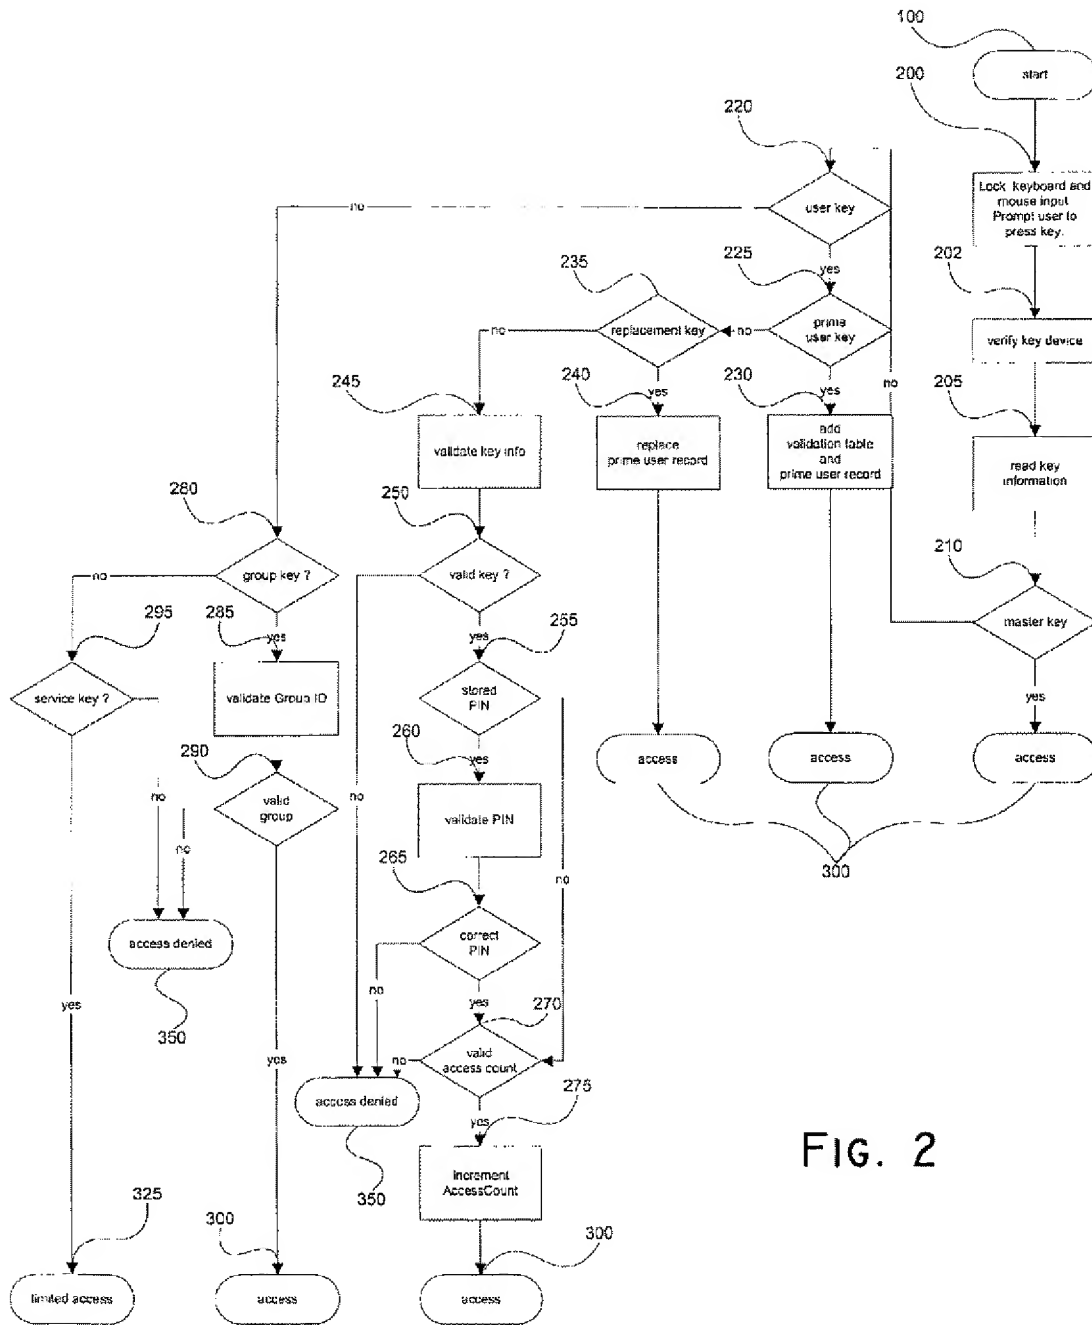 100
start
200
Lock keyboard and
mouse input
Prompt user to
press key.
202
verify key device
205
read key
information
210
master key
no
yes
access
220
user key
no
yes
225
prime
user key
no
yes
230
add
validation table
and
prime user record
access
235
replacement key
no
yes
240
replace
prime user record
access
300
245
validate key info
250
valid key ?
no
yes
255
stored
PIN
no
yes
260
validate PIN
265
correct
PIN
no
yes
270
valid
access count
no
yes
275
Increment
AccessCount
300
access
access denied
350
280
group key ?
no
yes
285
validate Group ID
290
valid
group
no
yes
300
access
295
service key ?
no
yes
access denied
350
325
limited access
FIG. 2